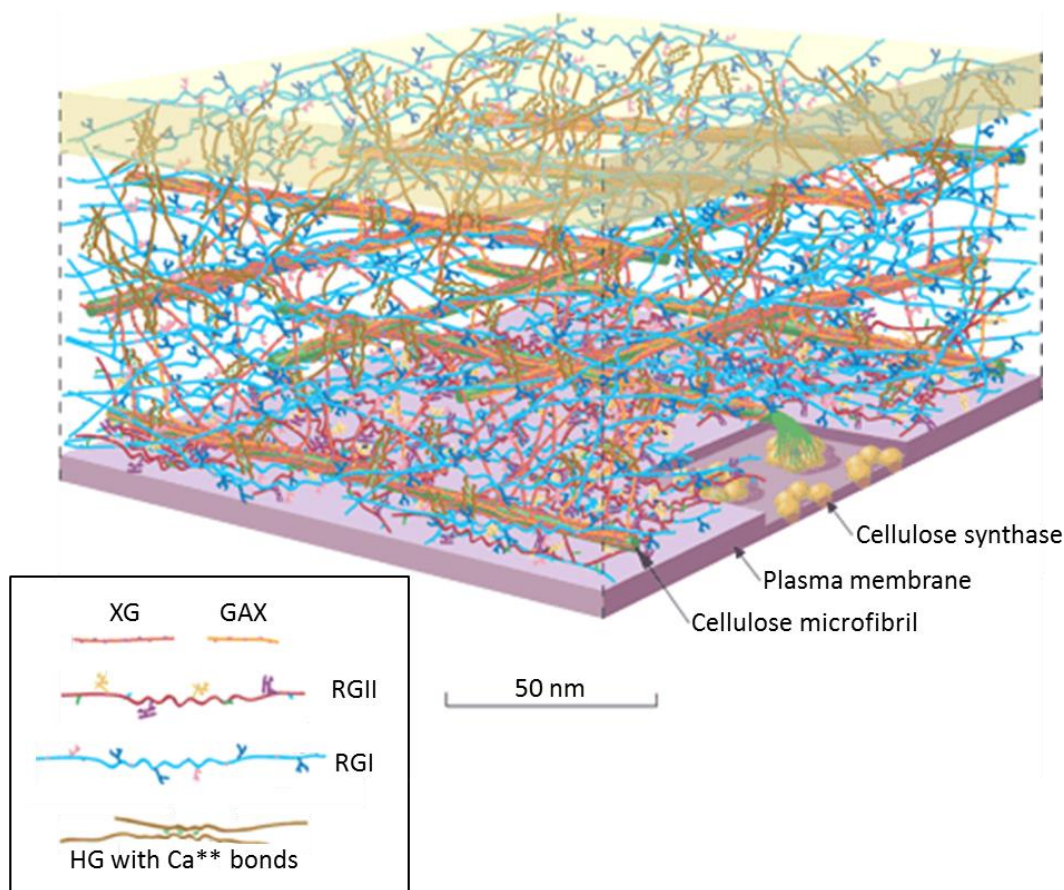 Cellulose synthase
Plasma membrane
Cellulose microfibril
50 nm
XG GAX
RGII
RGI
HG with Ca** bonds